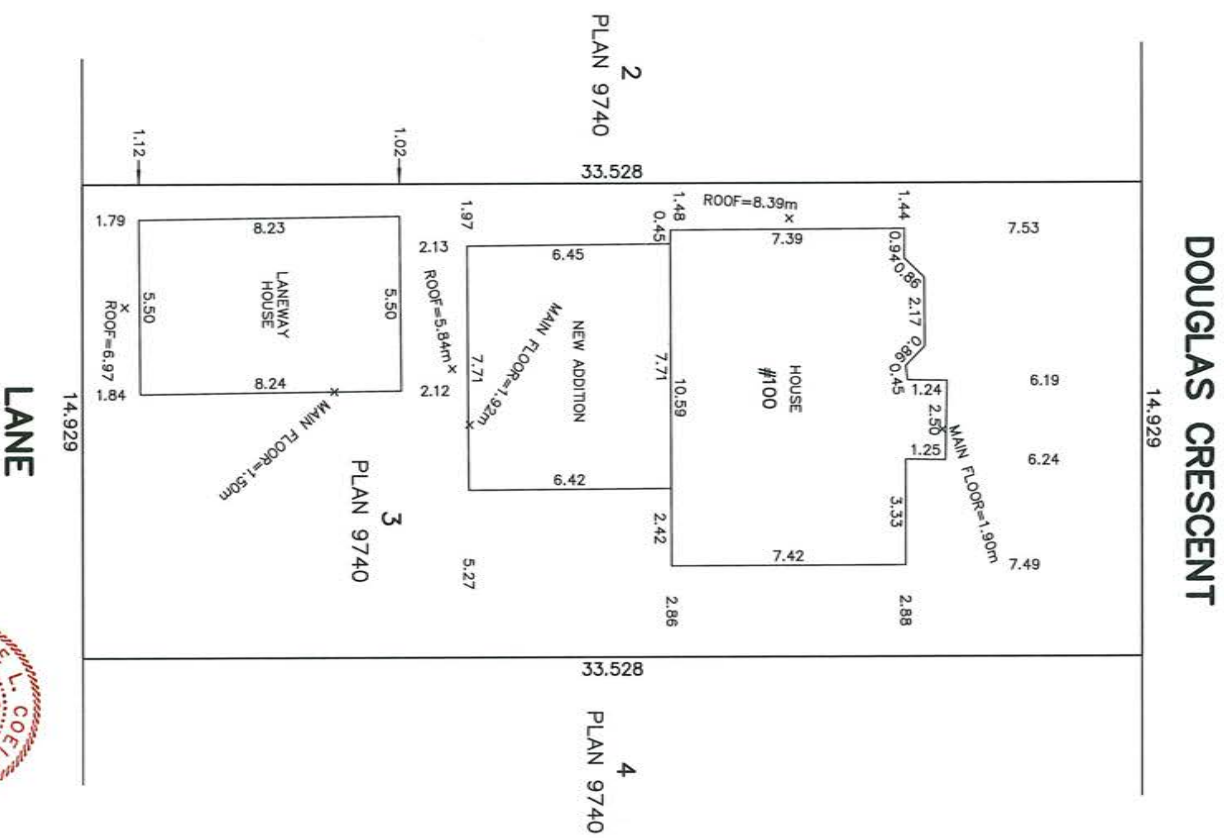 DOUGLAS CRESCENT
14.929
7.53
6.19
6.24
7.49
2
PLAN 9740
33.528
1.44
0.94
0.86
2.17
0.86
0.45
1.24
2.50
1.25
MAIN FLOOR=1.90m
3.33
2.88
ROOF=8.39m
7.39
HOUSE
#100
7.42
1.48
0.45
10.59
7.71
2.42
2.86
6.45
NEW ADDITION
6.42
MAIN FLOOR=1.92m
1.97
7.71
5.27
2.13
ROOF=5.84m
2.12
1.02
5.50
8.23
LANEWAY
HOUSE
8.24
MAIN FLOOR=1.50m
3
PLAN 9740
1.12
5.50
1.79
ROOF=6.97
1.84
33.528
4
PLAN 9740
14.929
LANE
L. COE